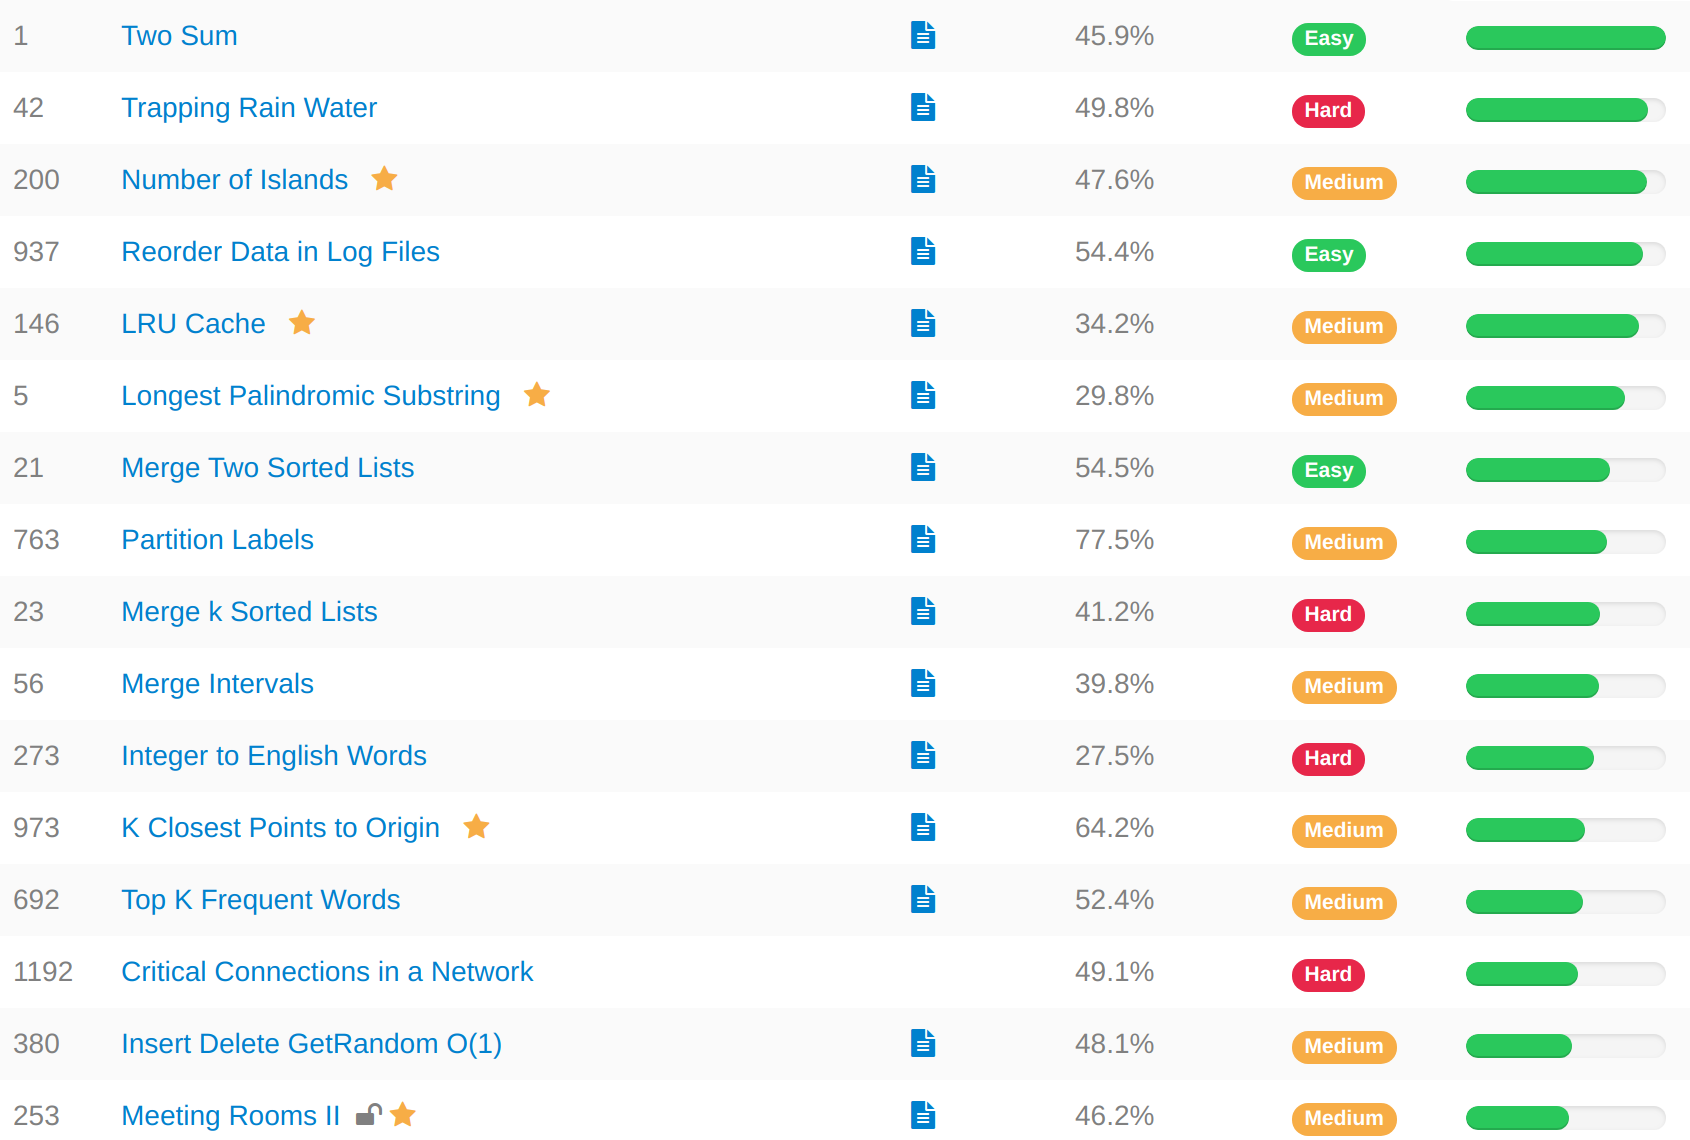 1 Two Sum 45.9% Easy
42 Trapping Rain Water 49.8% Hard
200 Number of Islands 47.6% Medium
937 Reorder Data in Log Files 54.4% Easy
146 LRU Cache 34.2% Medium
5 Longest Palindromic Substring 29.8% Medium
21 Merge Two Sorted Lists 54.5% Easy
763 Partition Labels 77.5% Medium
23 Merge k Sorted Lists 41.2% Hard
56 Merge Intervals 39.8% Medium
273 Integer to English Words 27.5% Hard
973 K Closest Points to Origin 64.2% Medium
692 Top K Frequent Words 52.4% Medium
1192 Critical Connections in a Network 49.1% Hard
380 Insert Delete GetRandom O(1) 48.1% Medium
253 Meeting Rooms II 46.2% Medium